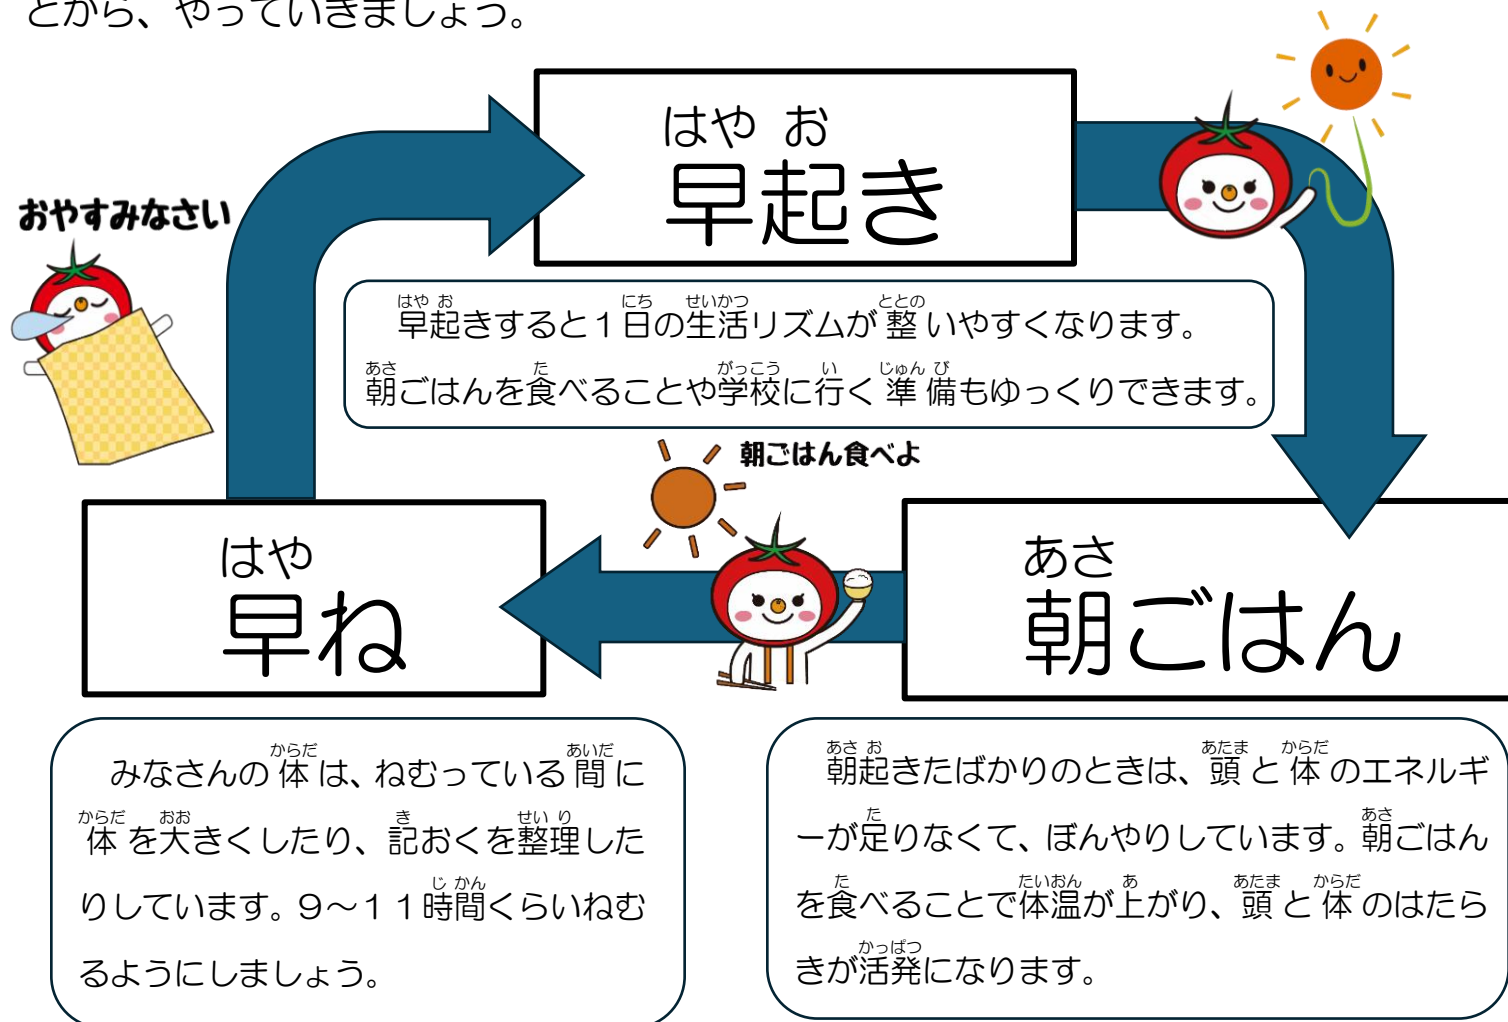 とから、やっていきましょう。
はや お
早起き
おやすみなさい
はや お にち せいかつ ととの
早起きすると1日の生活リズムが整いやすくなります。
あさ た がっこう い じゅん び
朝ごはんを食べることや学校に行く準備もゆっくりできます。
朝ごはん食べよ
はや
早ね
あさ
朝ごはん
からだ あいだ
みなさんの体は、ねむっている間に
からだ おお き せい り
体を大きくしたり、記おくを整理した
じ かん
りしています。9～11時間くらいねむ
るようにしましょう。
あさ お あたま からだ
朝起きたばかりのときは、頭と体のエネルギ
た あさ
ーが足りなくて、ぼんやりしています。朝ごはん
た たいおん あ あたま からだ
を食べることで体温が上がり、頭と体のはたら
かっぱつ
きが活発になります。